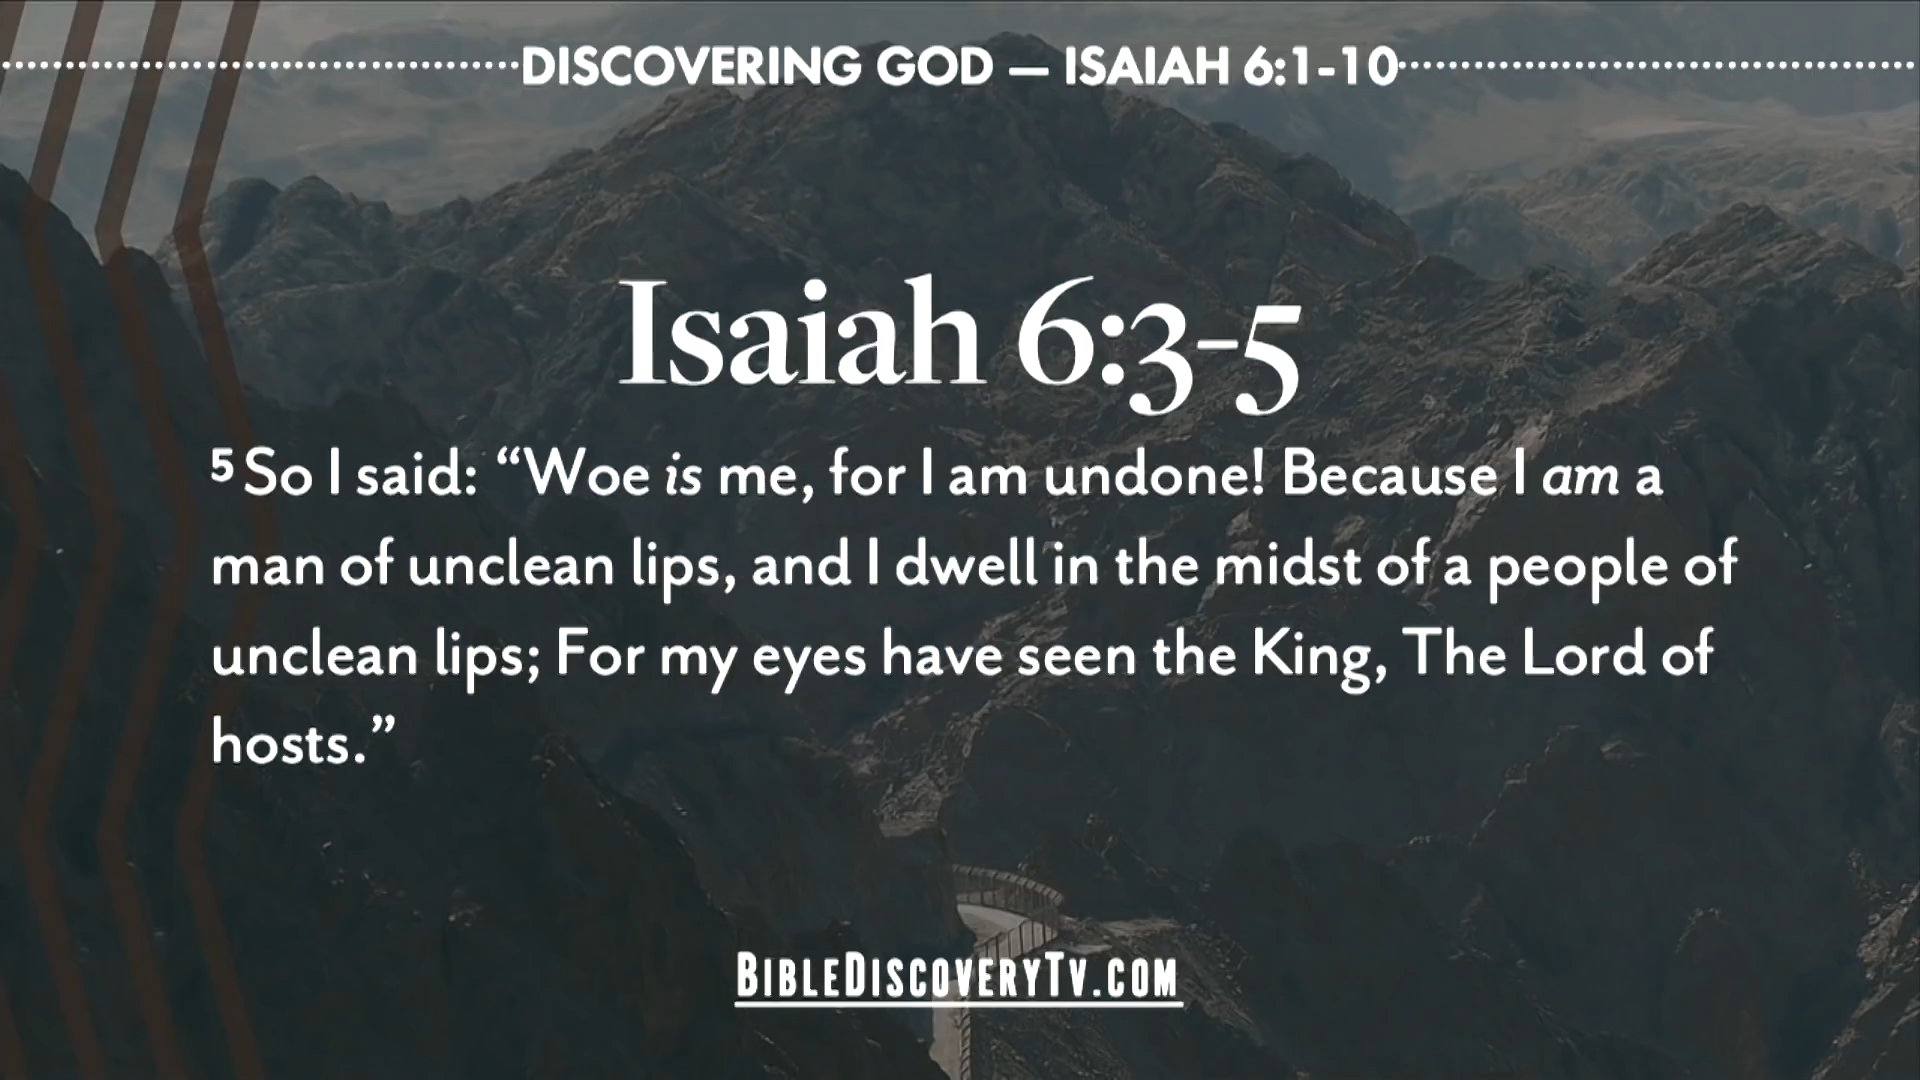 DISCOVERING GOD — ISAIAH 6:1-10
Isaiah 6:3-5
5 So I said: “Woe is me, for I am undone! Because I am a
man of unclean lips, and I dwell in the midst of a people of
unclean lips; For my eyes have seen the King, The Lord of
hosts.”
BIBLEDISCOVERYTV.COM